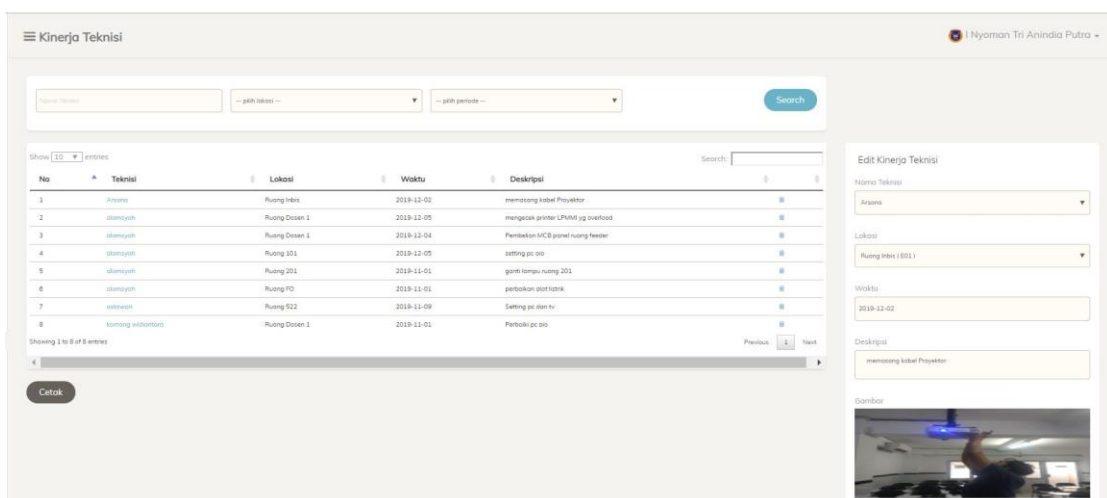 Kinerja Teknisi
I Nyoman Tri Anindia Putra
Nama Teknisi
-- pilih lokasi --
-- pilih periode --
Search
Show 10 entries
Search:
No Teknisi Lokasi Waktu Deskripsi
1 Arsana Ruang Inbis 2019-12-02 memasang kabel Proyektor
2 alamsyah Ruang Dosen 1 2019-12-05 mengecek printer LPMMI yg overload
3 alamsyah Ruang Dosen 1 2019-12-04 Pembekan MCB panel ruang feeder
4 alamsyah Ruang 101 2019-12-05 setting pc aio
5 alamsyah Ruang 201 2019-11-01 ganti lampu ruang 201
6 alamsyah Ruang FO 2019-11-01 perbaikan alat listrik
7 Ruang 522 2019-11-09 Setting pc dan tv
8 komang widiantara Ruang Dosen 1 2019-11-01 Perbaiki pc aio
Showing 1 to 8 of 8 entries
Previous 1 Next
Cetak
Edit Kinerja Teknisi
Nama Teknisi
Arsana
Lokasi
Ruang Inbis ( E01 )
Waktu
2019-12-02
Deskripsi
memasang kabel Proyektor
Gambar